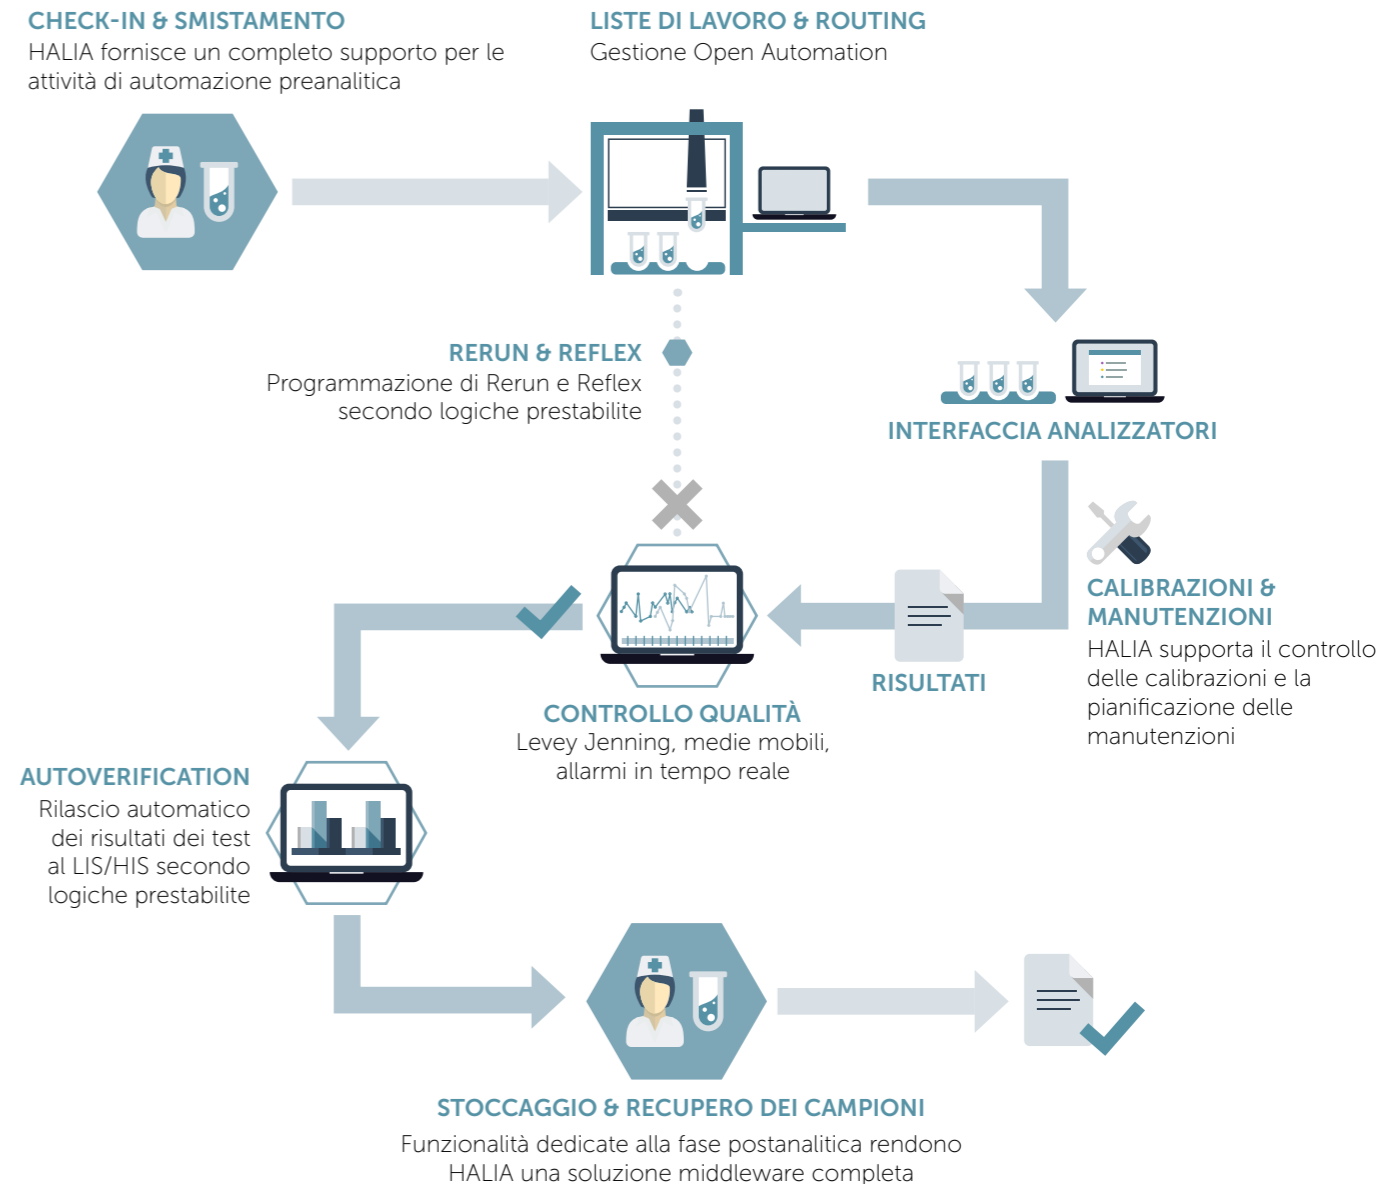 CHECK-IN & SMISTAMENTO
HALIA fornisce un completo supporto per le
attività di automazione preanalitica
LISTE DI LAVORO & ROUTING
Gestione Open Automation
RERUN & REFLEX
Programmazione di Rerun e Reflex
secondo logiche prestabilite
INTERFACCIA ANALIZZATORI
CALIBRAZIONI &
MANUTENZIONI
HALIA supporta il controllo
delle calibrazioni e la
pianificazione delle
manutenzioni
RISULTATI
CONTROLLO QUALITÀ
Levey Jenning, medie mobili,
allarmi in tempo reale
AUTOVERIFICATION
Rilascio automatico
dei risultati dei test
al LIS/HIS secondo
logiche prestabilite
STOCCAGGIO & RECUPERO DEI CAMPIONI
Funzionalità dedicate alla fase postanalitica rendono
HALIA una soluzione middleware completa